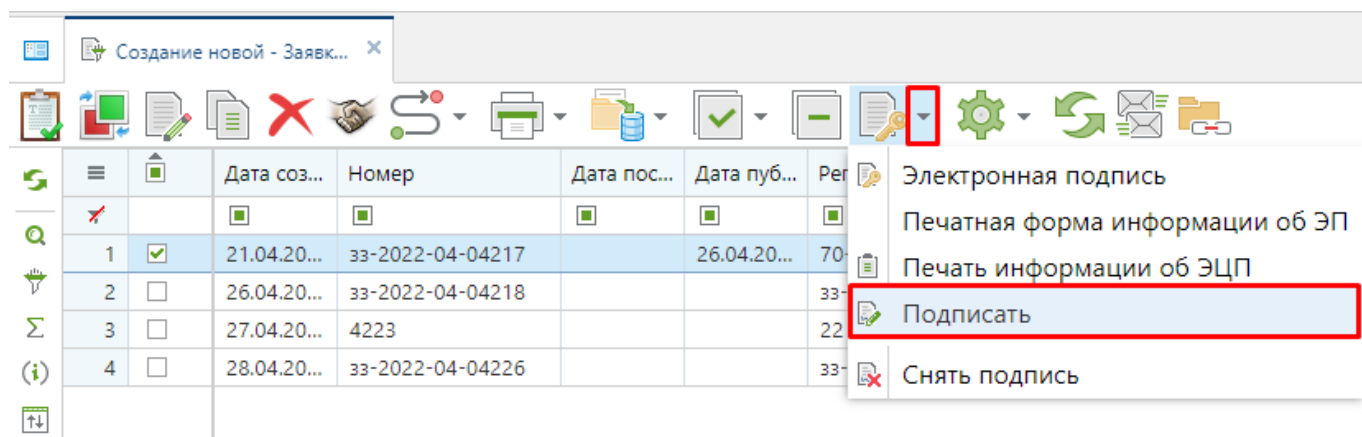 Создание новой - Заявк...
Дата соз... Номер Дата пос... Дата пуб... Рег
1 21.04.20... зз-2022-04-04217 26.04.20... 70-
2 26.04.20... зз-2022-04-04218 зз-
3 27.04.20... 4223 22
4 28.04.20... зз-2022-04-04226 зз-
Электронная подпись
Печатная форма информации об ЭП
Печать информации об ЭЦП
Подписать
Снять подпись